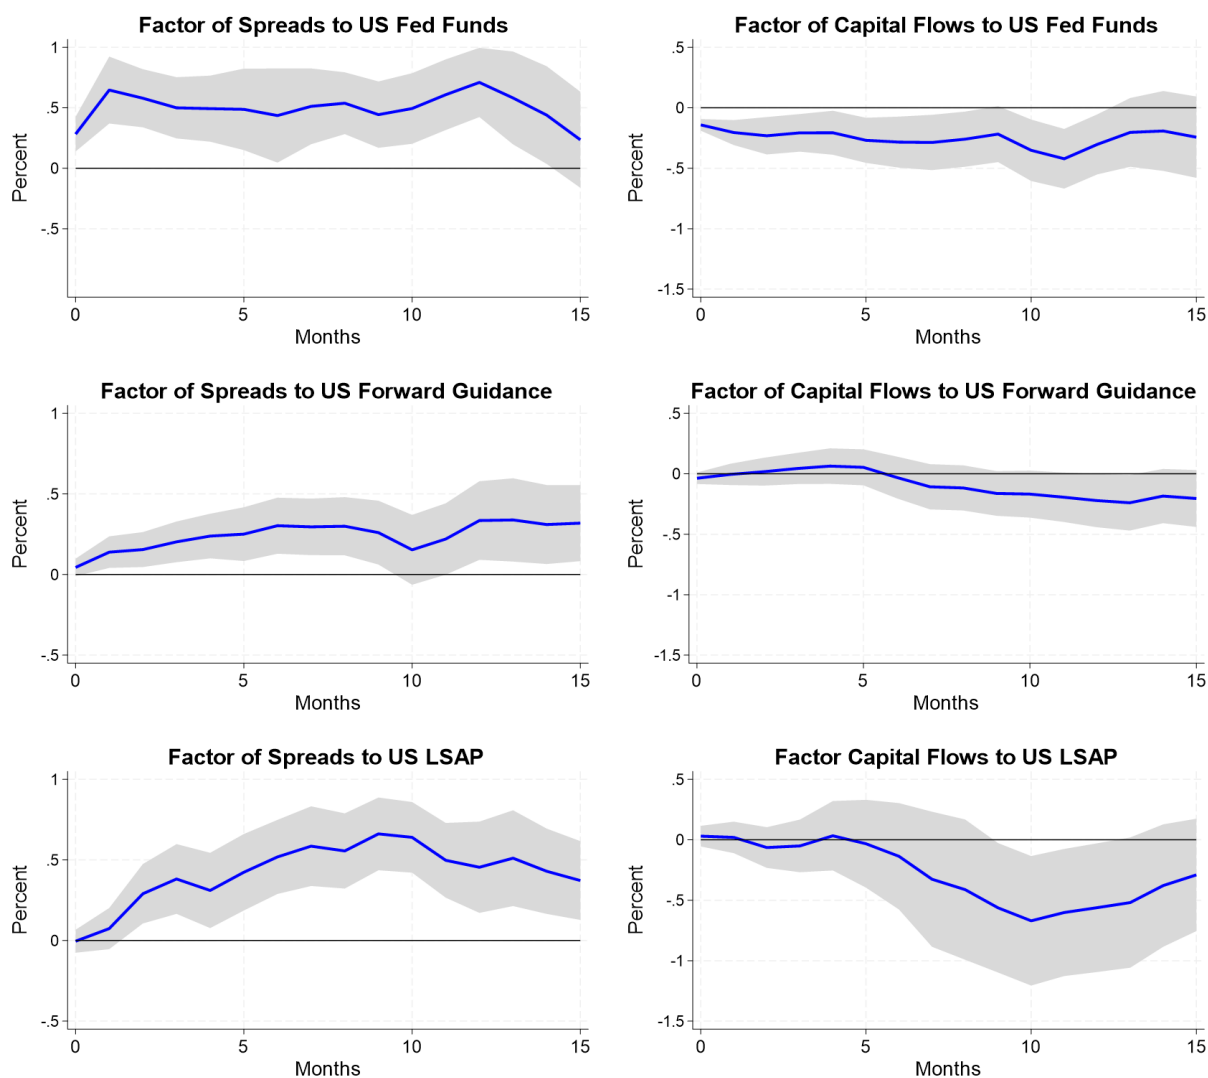 Factor of Spreads to US Fed Funds
1
.5
0
-.5
Percent
0 5 10 15
Months
Factor of Capital Flows to US Fed Funds
.5
0
-.5
-1
-1.5
Percent
0 5 10 15
Months
Factor of Spreads to US Forward Guidance
1
.5
0
-.5
Percent
0 5 10 15
Months
Factor of Capital Flows to US Forward Guidance
.5
0
-.5
-1
-1.5
Percent
0 5 10 15
Months
Factor of Spreads to US LSAP
1
.5
0
-.5
Percent
0 5 10 15
Months
Factor Capital Flows to US LSAP
.5
0
-.5
-1
-1.5
Percent
0 5 10 15
Months